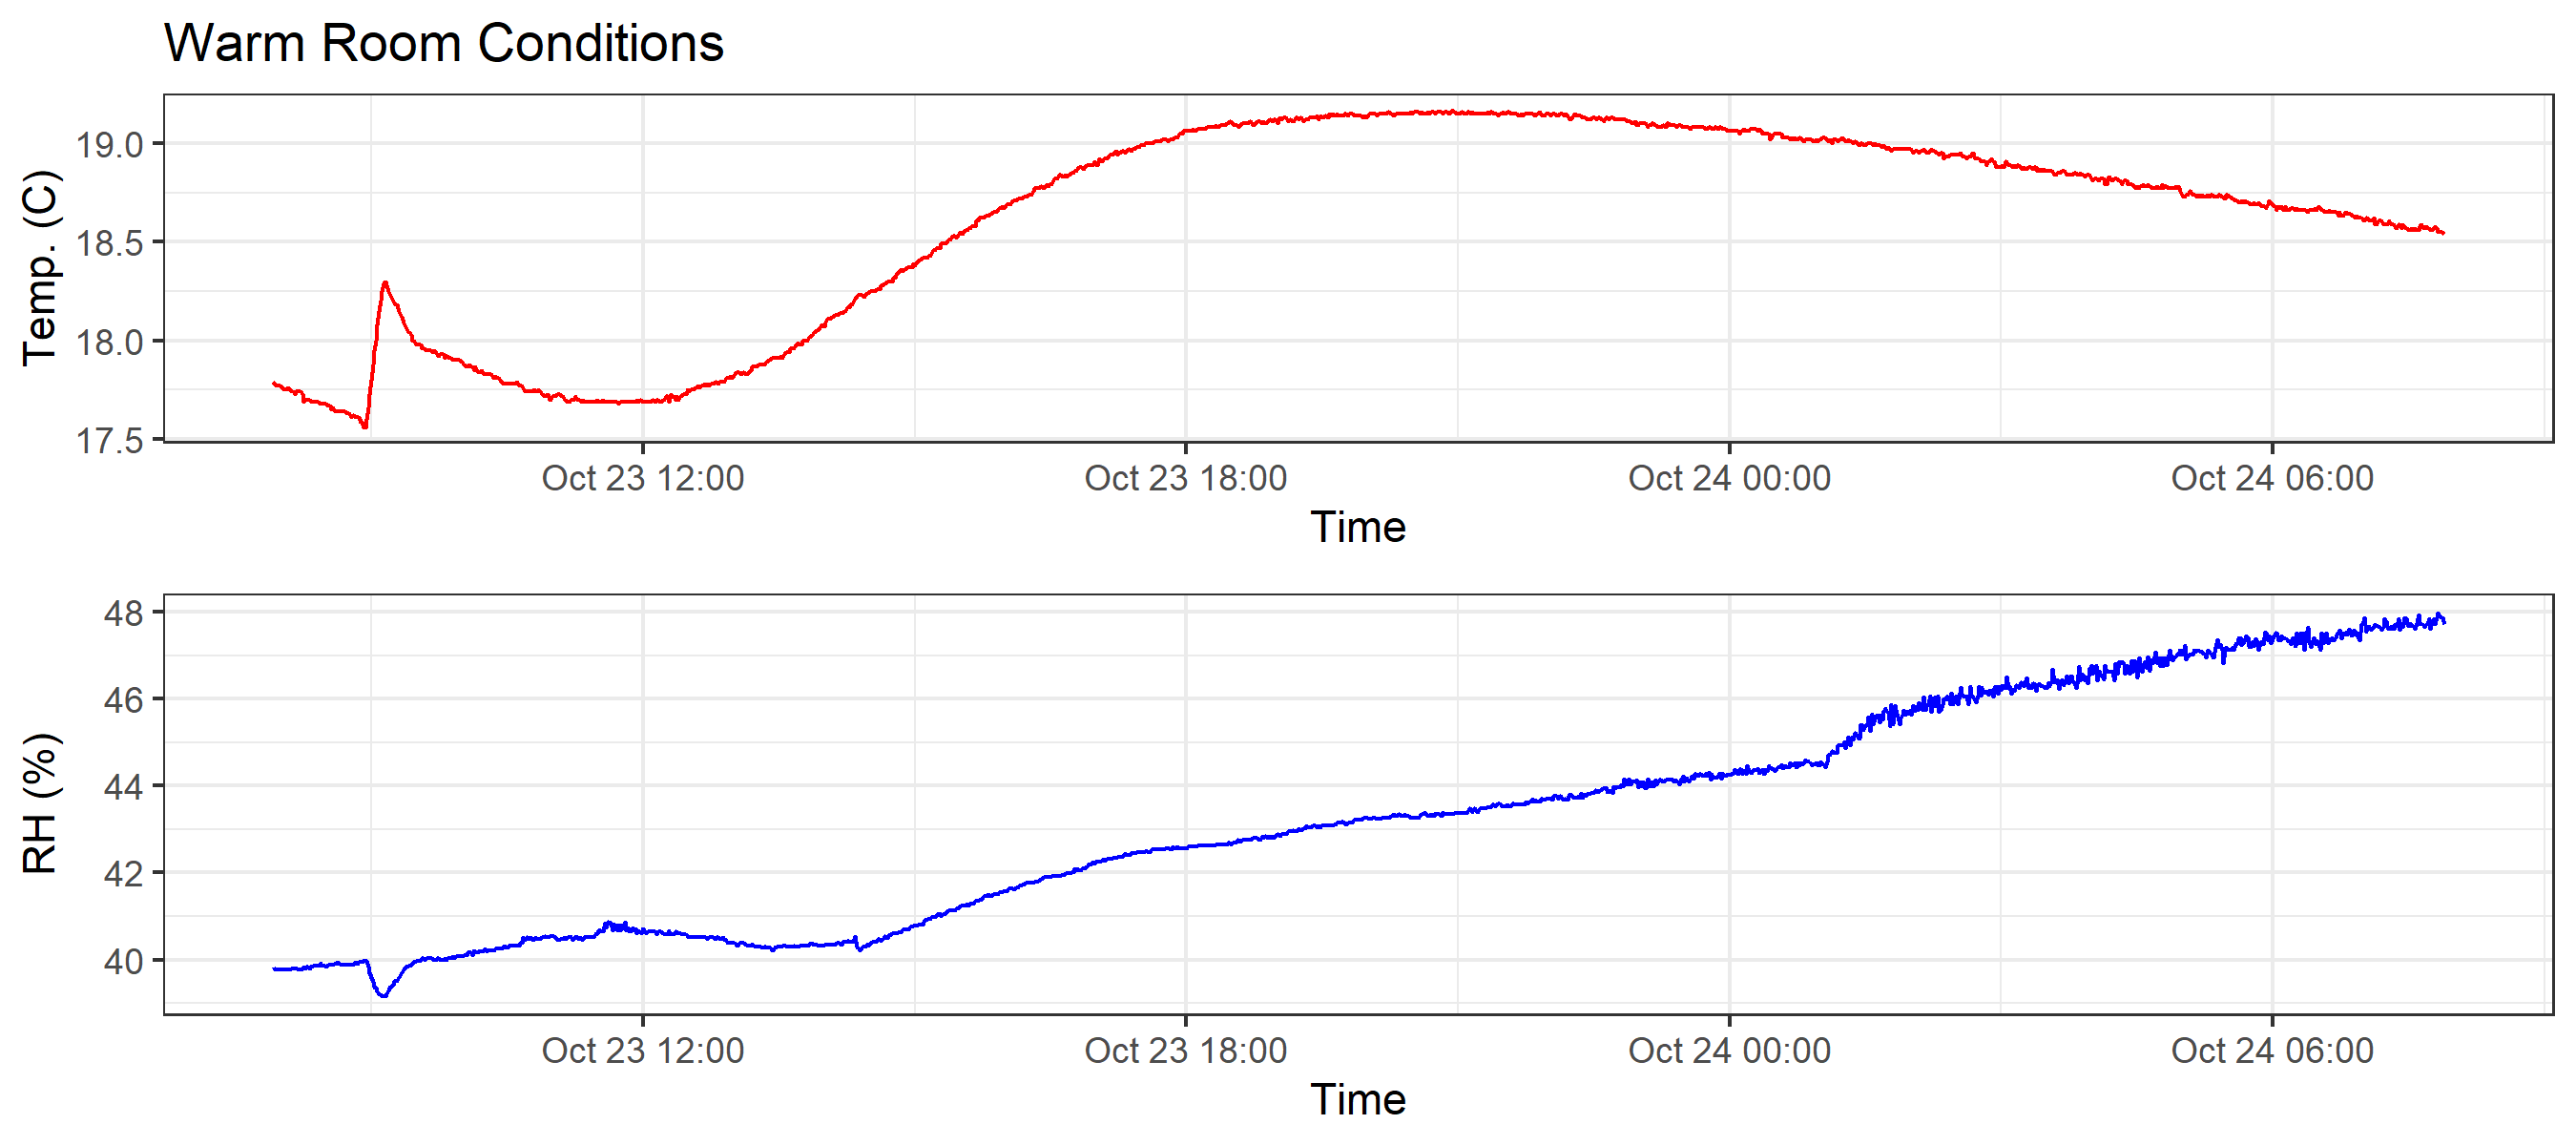 Warm Room Conditions
Temp. (C)
19.0
18.5
18.0
17.5
Oct 23 12:00 Oct 23 18:00 Oct 24 00:00 Oct 24 06:00
Time
RH (%)
48
46
44
42
40
Oct 23 12:00 Oct 23 18:00 Oct 24 00:00 Oct 24 06:00
Time